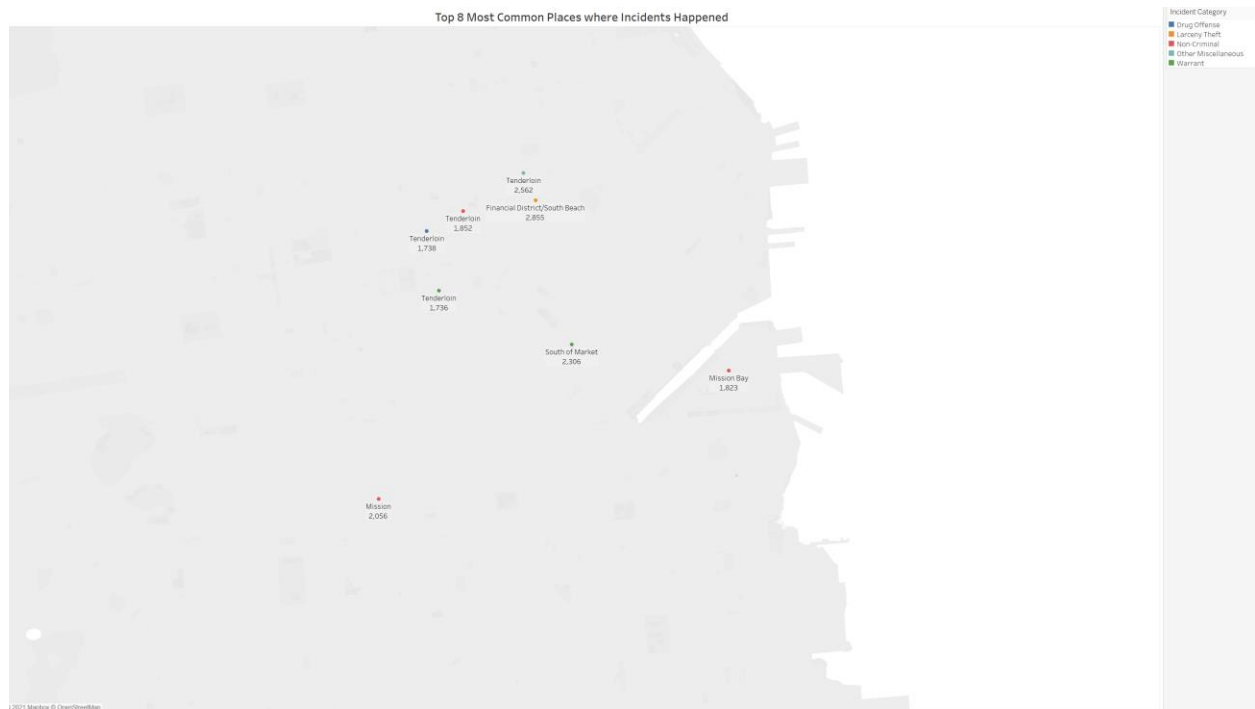 Top 8 Most Common Places where Incidents Happened
Incident Category
Drug Offense
Larceny Theft
Non-Criminal
Other Miscellaneous
Warrant
Tenderloin
2,562
Financial District/South Beach
2,855
Tenderloin
1,852
Tenderloin
1,738
Tenderloin
1,736
South of Market
2,306
Mission Bay
1,823
Mission
2,056
2021 Mapbox © OpenStreetMap